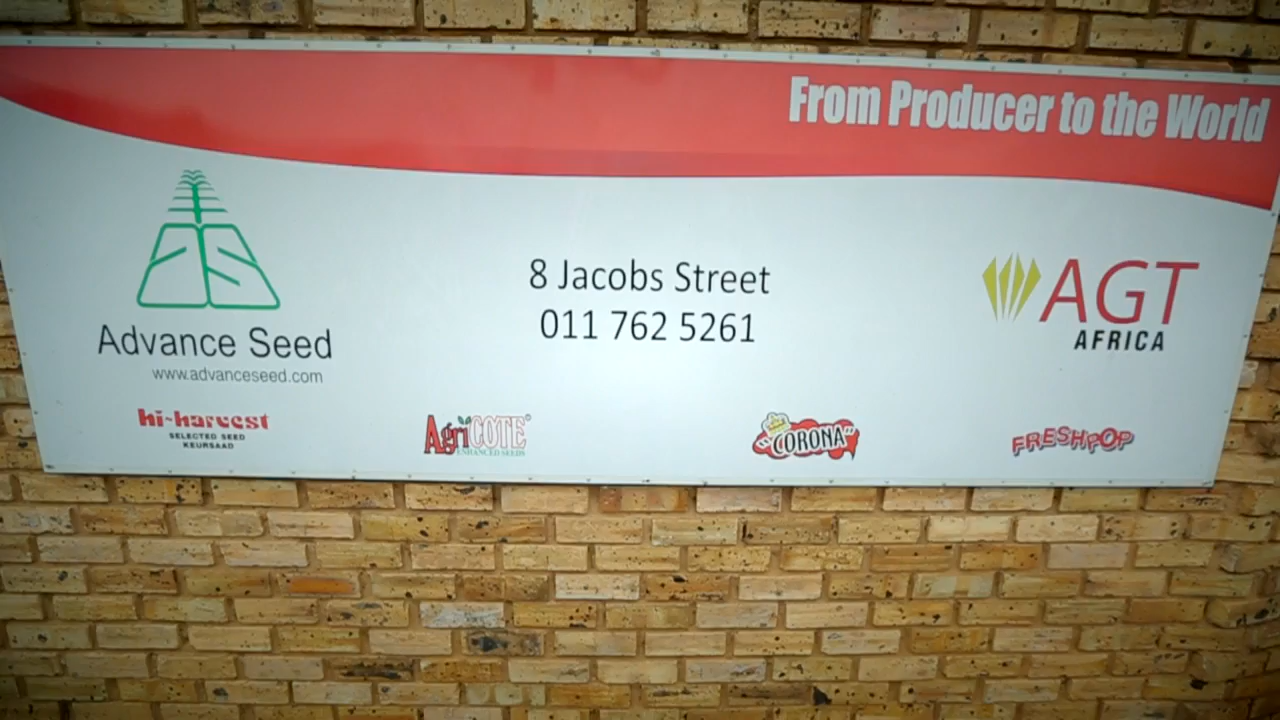 From Producer to the World
Advance Seed
www.advanceseed.com
8 Jacobs Street
011 762 5261
AGT
AFRICA
hi-harvest
SELECTED SEED
KEURSAAD
AgriCOTE
ENHANCED SEEDS
"CORONA"
FRESHPOP